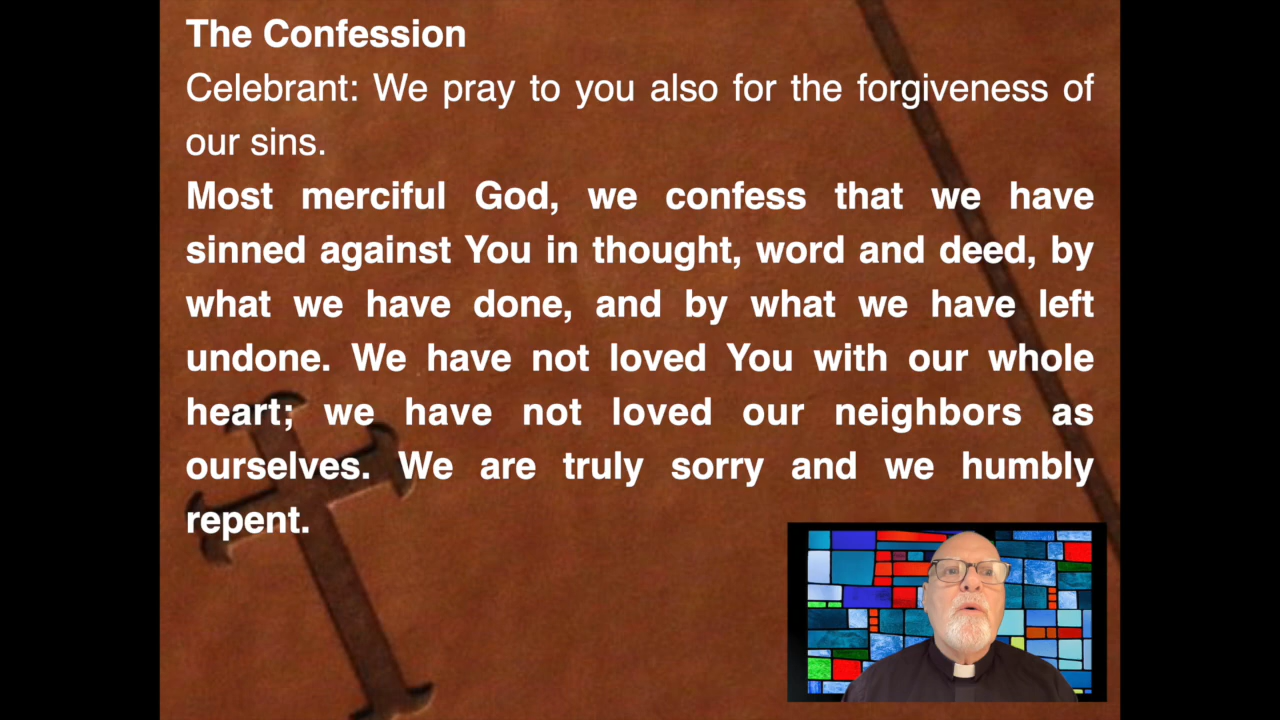 The Confession
Celebrant: We pray to you also for the forgiveness of
our sins.
Most merciful God, we confess that we have
sinned against You in thought, word and deed, by
what we have done, and by what we have left
undone. We have not loved You with our whole
heart; we have not loved our neighbors as
ourselves. We are truly sorry and we humbly
repent.